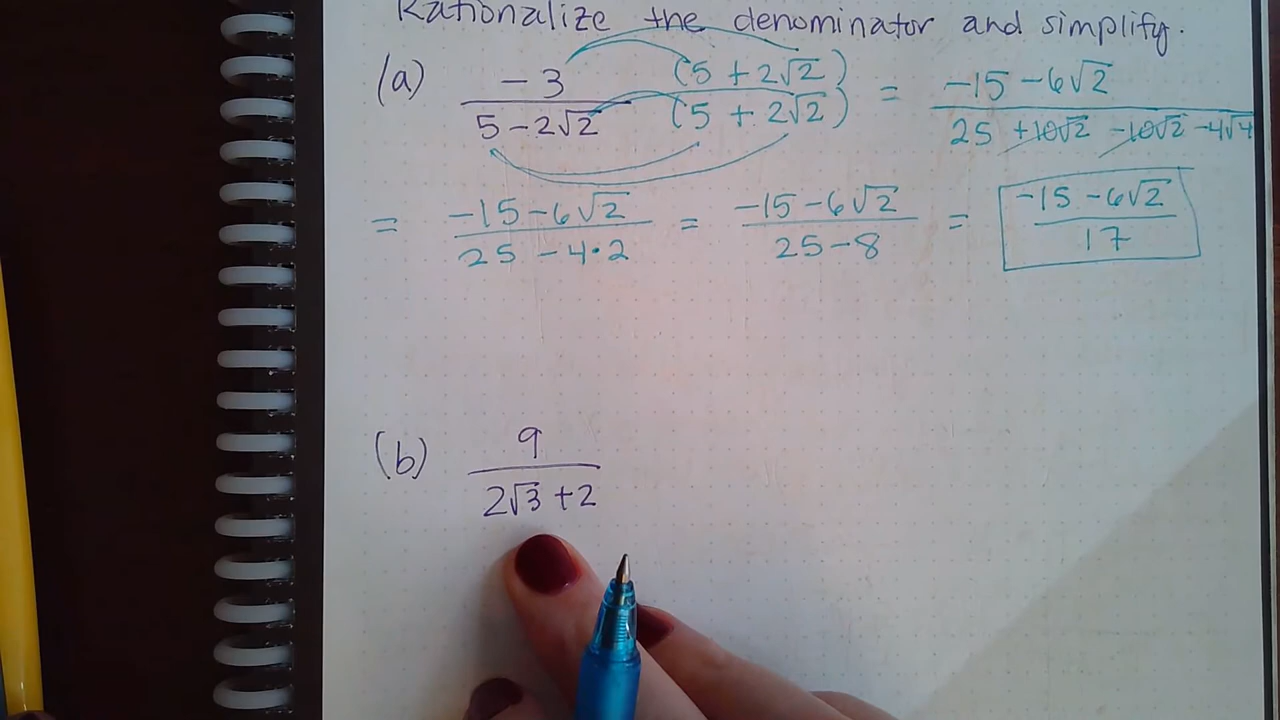 Rationalize the denominator and simplify.
(a) -3 / 5 - 2√2 (5 + 2√2) / (5 + 2√2) = -15 - 6√2 / 25 + 10√2 - 10√2 - 4√4
= -15 - 6√2 / 25 - 4·2 = -15 - 6√2 / 25 - 8 = -15 - 6√2 / 17
(b) 9 / 2√3 + 2